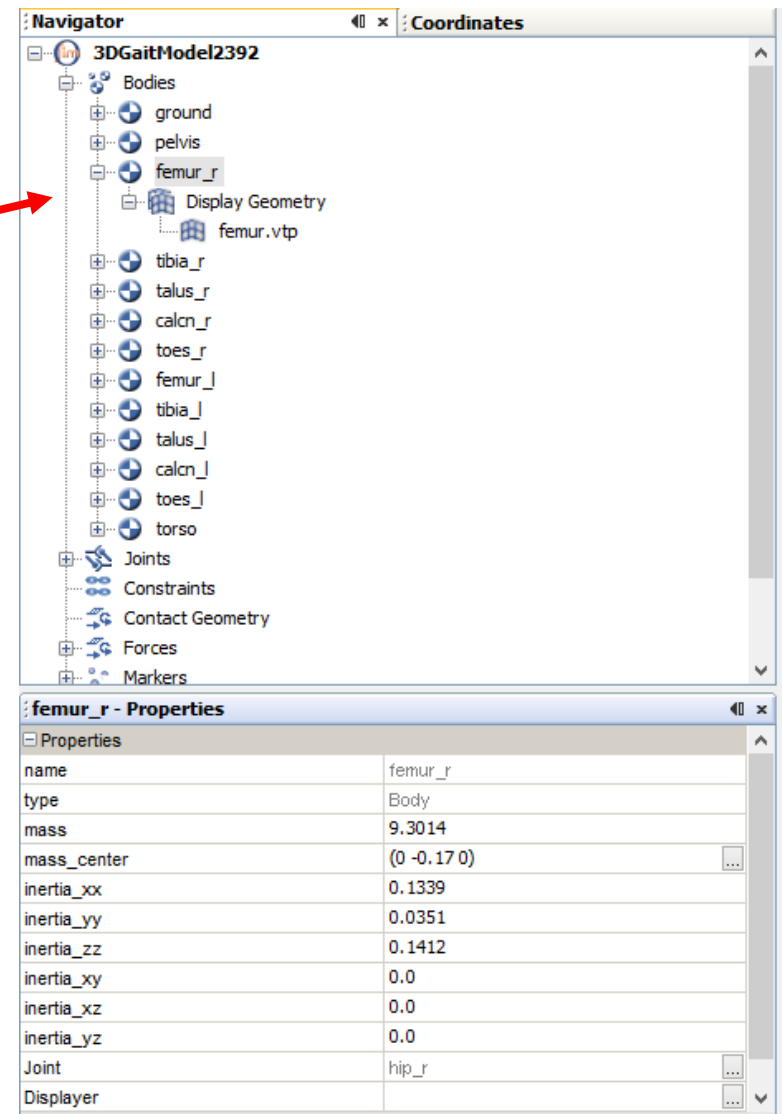 Navigator
Coordinates
3DGaitModel2392
Bodies
ground
pelvis
femur_r
Display Geometry
femur.vtp
tibia_r
talus_r
calcn_r
toes_r
femur_l
tibia_l
talus_l
calcn_l
toes_l
torso
Joints
Constraints
Contact Geometry
Forces
Markers
femur_r - Properties
Properties
name femur_r
type Body
mass 9.3014
mass_center (0 -0.17 0) ...
inertia_xx 0.1339
inertia_yy 0.0351
inertia_zz 0.1412
inertia_xy 0.0
inertia_xz 0.0
inertia_yz 0.0
Joint hip_r ...
Displayer ...